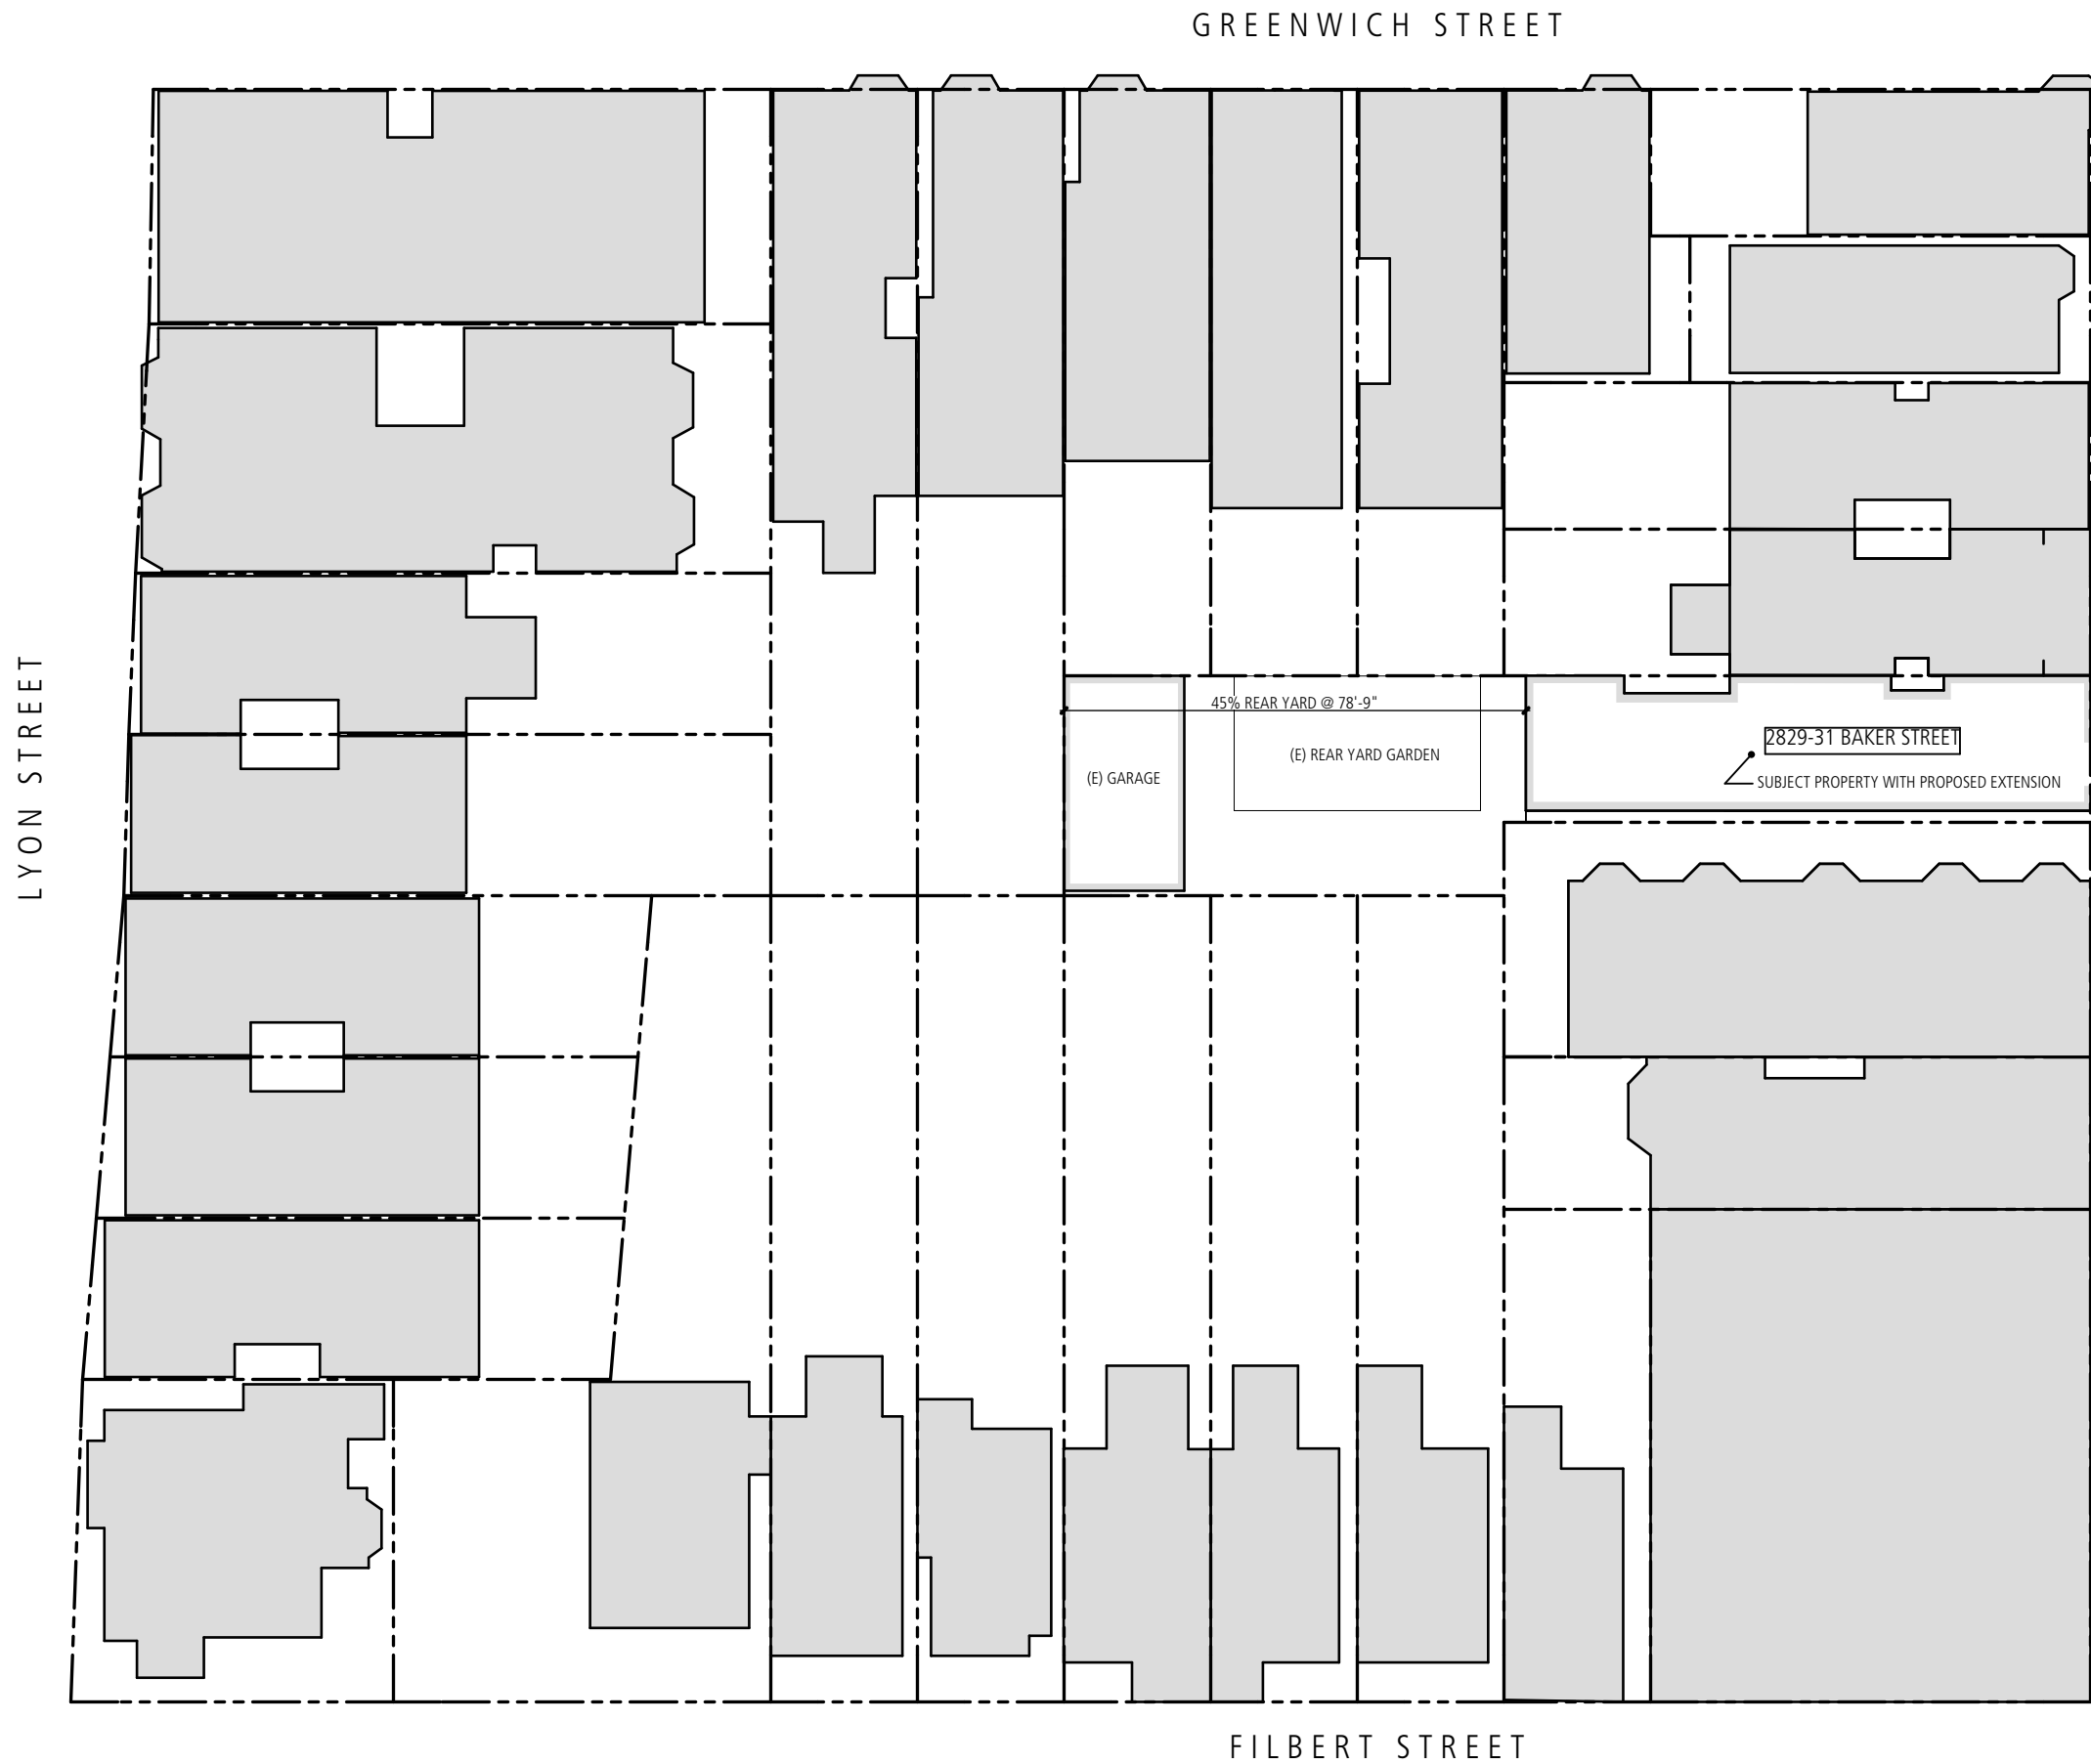 GREENWICH STREET
LYON STREET
45% REAR YARD @ 78'-9"
(E) REAR YARD GARDEN
(E) GARAGE
2829-31 BAKER STREET
SUBJECT PROPERTY WITH PROPOSED EXTENSION
FILBERT STREET